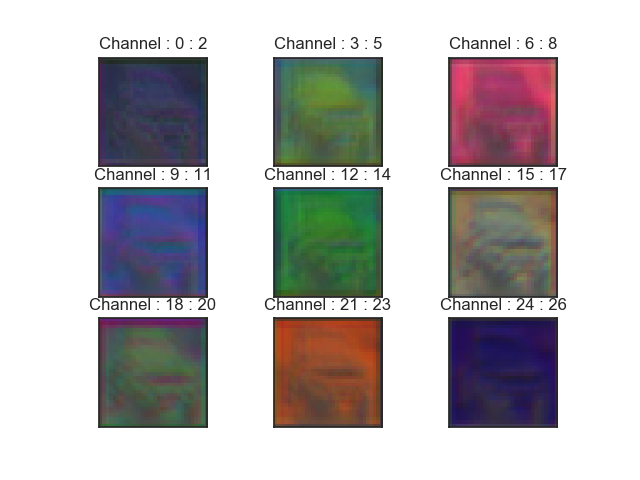 Channel : 0 : 2
Channel : 3 : 5
Channel : 6 : 8
Channel : 9 : 11
Channel : 12 : 14
Channel : 15 : 17
Channel : 18 : 20
Channel : 21 : 23
Channel : 24 : 26